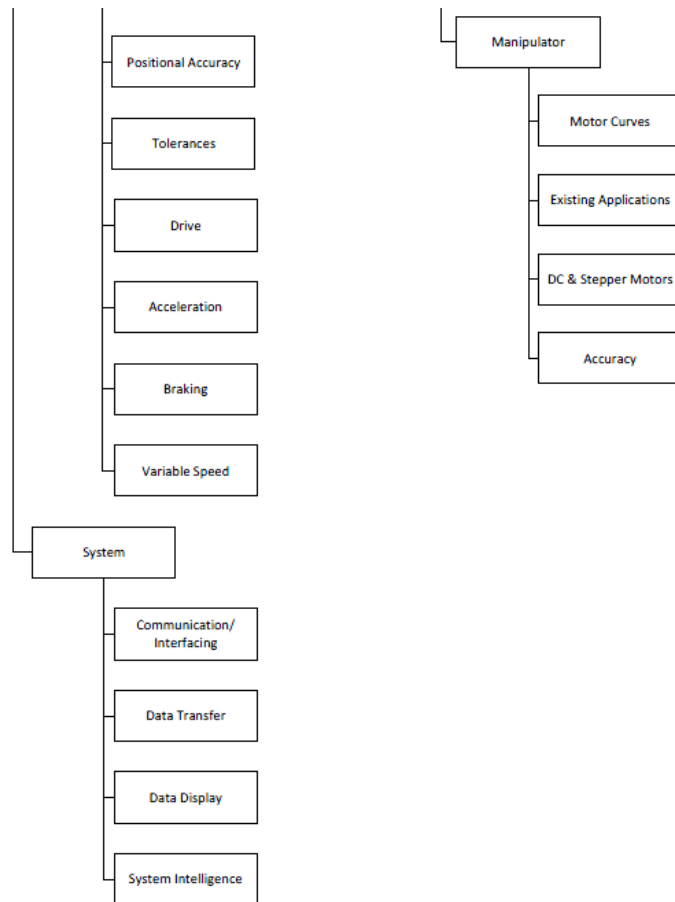 Positional Accuracy
Tolerances
Drive
Acceleration
Braking
Variable Speed
System
Communication/
Interfacing
Data Transfer
Data Display
System Intelligence
Manipulator
Motor Curves
Existing Applications
DC & Stepper Motors
Accuracy